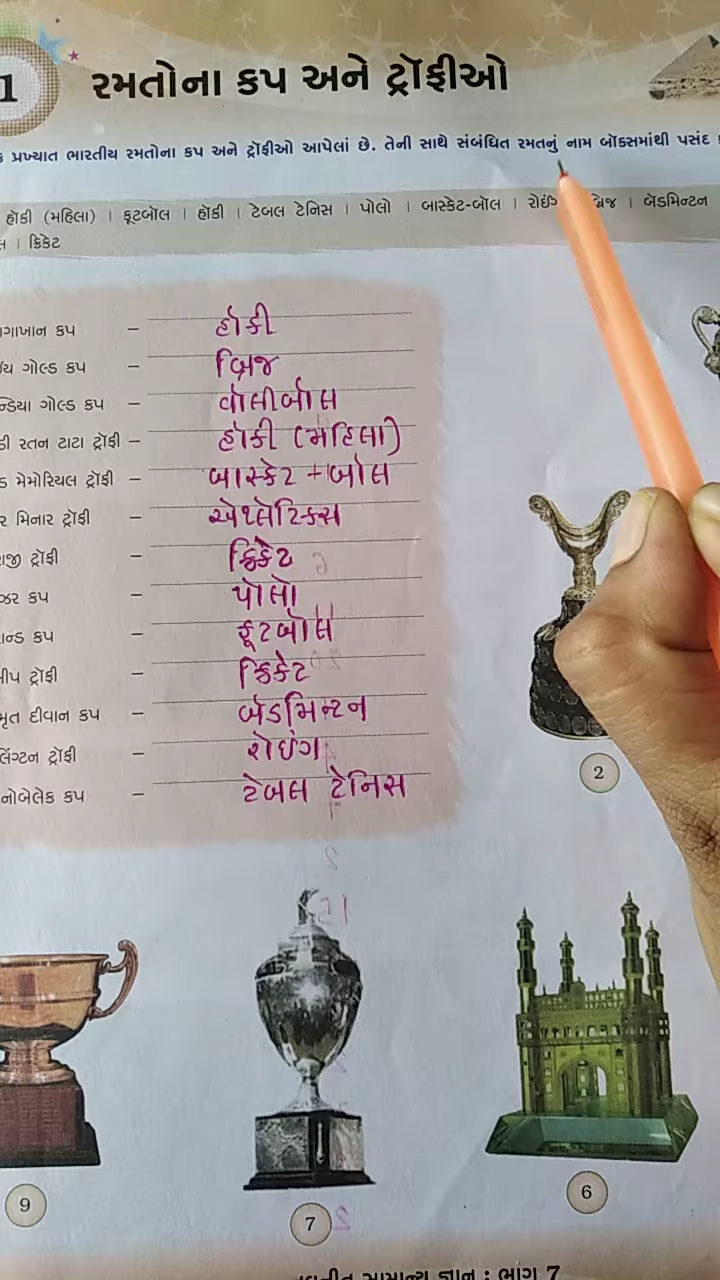 1 રમતોના કપ અને ટ્રૉફીઓ
પ્રખ્યાત ભારતીય રમતોના કપ અને ટ્રૉફીઓ આપેલાં છે. તેની સાથે સંબંધિત રમતનું નામ બૉક્સમાંથી પસંદ
હૉકી (મહિલા) | ફૂટબૉલ | હૉકી | ટેબલ ટેનિસ | પોલો | બાસ્કેટ-બૉલ | રોઇંગ | બ્રિજ | બૅડમિન્ટન
| ક્રિકેટ
ગાખાન કપ – હૉકી
ય ગોલ્ડ કપ – બ્રિજ
ન્ડિયા ગોલ્ડ કપ – વૉલીબૉલ
ડી રતન ટાટા ટ્રૉફી – હૉકી (મહિલા)
ડ મેમોરિયલ ટ્રૉફી – બાસ્કેટ - બૉલ
ર મિનાર ટ્રૉફી – એથ્લેટિક્સ
જી ટ્રૉફી – ક્રિકેટ
ઝર કપ – પોલો
ન્ડ કપ – ફૂટબૉલ
ીપ ટ્રૉફી – ક્રિકેટ
મૃત દીવાન કપ – બૅડમિન્ટન
લિંગ્ટન ટ્રૉફી – રોઇંગ
નોબેલેક કપ – ટેબલ ટેનિસ
2
9
7
6
સામાન્ય જ્ઞાન : ભાગ 7